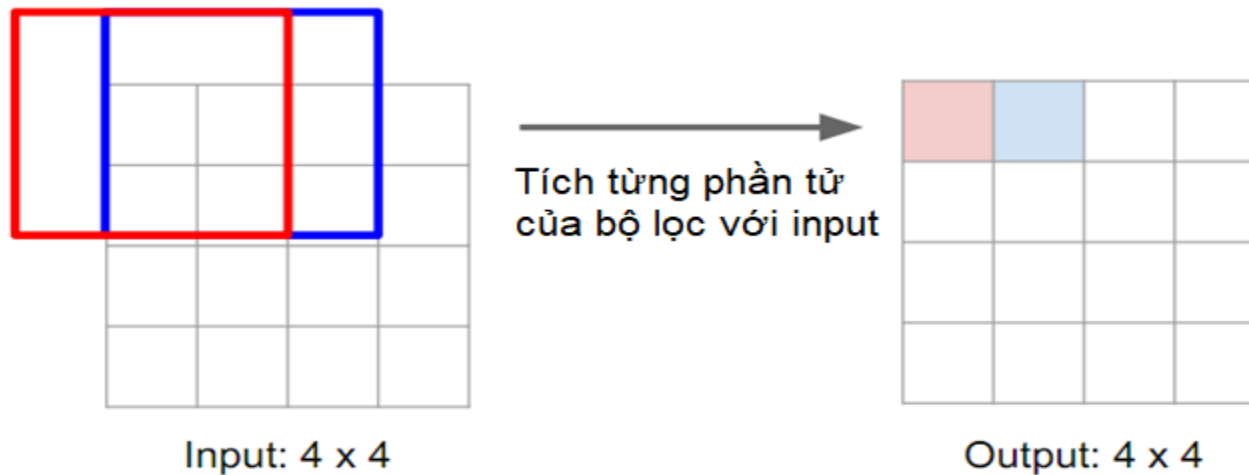 Tích từng phần tử
của bộ lọc với input
Input: 4 x 4
Output: 4 x 4